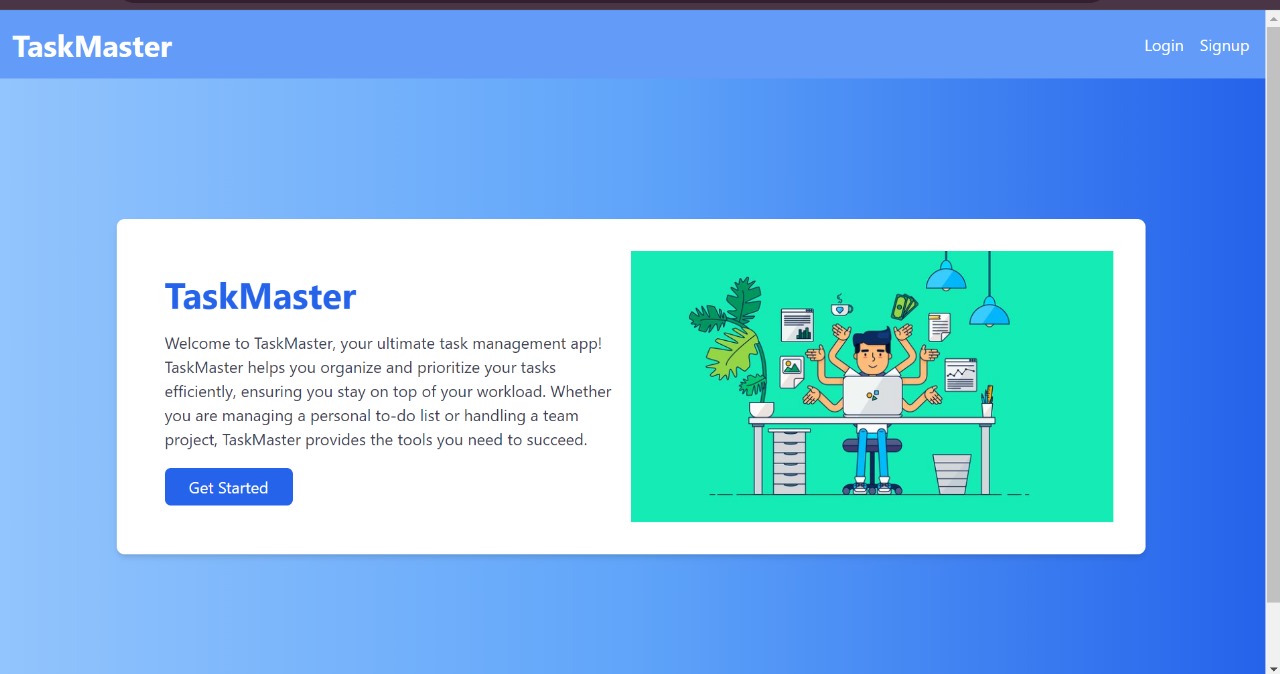 TaskMaster
Login Signup
TaskMaster
Welcome to TaskMaster, your ultimate task management app!
TaskMaster helps you organize and prioritize your tasks
efficiently, ensuring you stay on top of your workload. Whether
you are managing a personal to-do list or handling a team
project, TaskMaster provides the tools you need to succeed.
Get Started